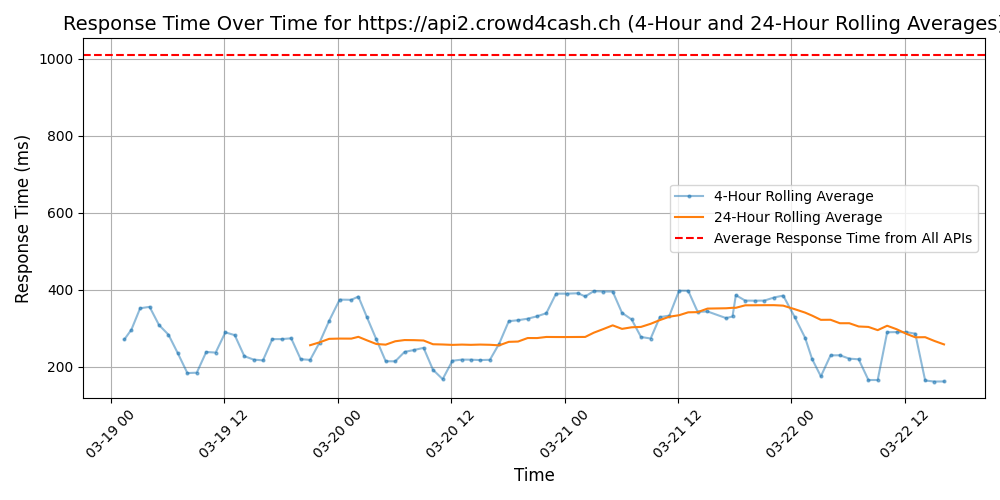 Response Time Over Time for https://api2.crowd4cash.ch (4-Hour and 24-Hour Rolling Averages)
Response Time (ms)
1000
800
600
400
200
4-Hour Rolling Average
24-Hour Rolling Average
Average Response Time from All APIs
03-19 00
03-19 12
03-20 00
03-20 12
03-21 00
03-21 12
03-22 00
03-22 12
Time